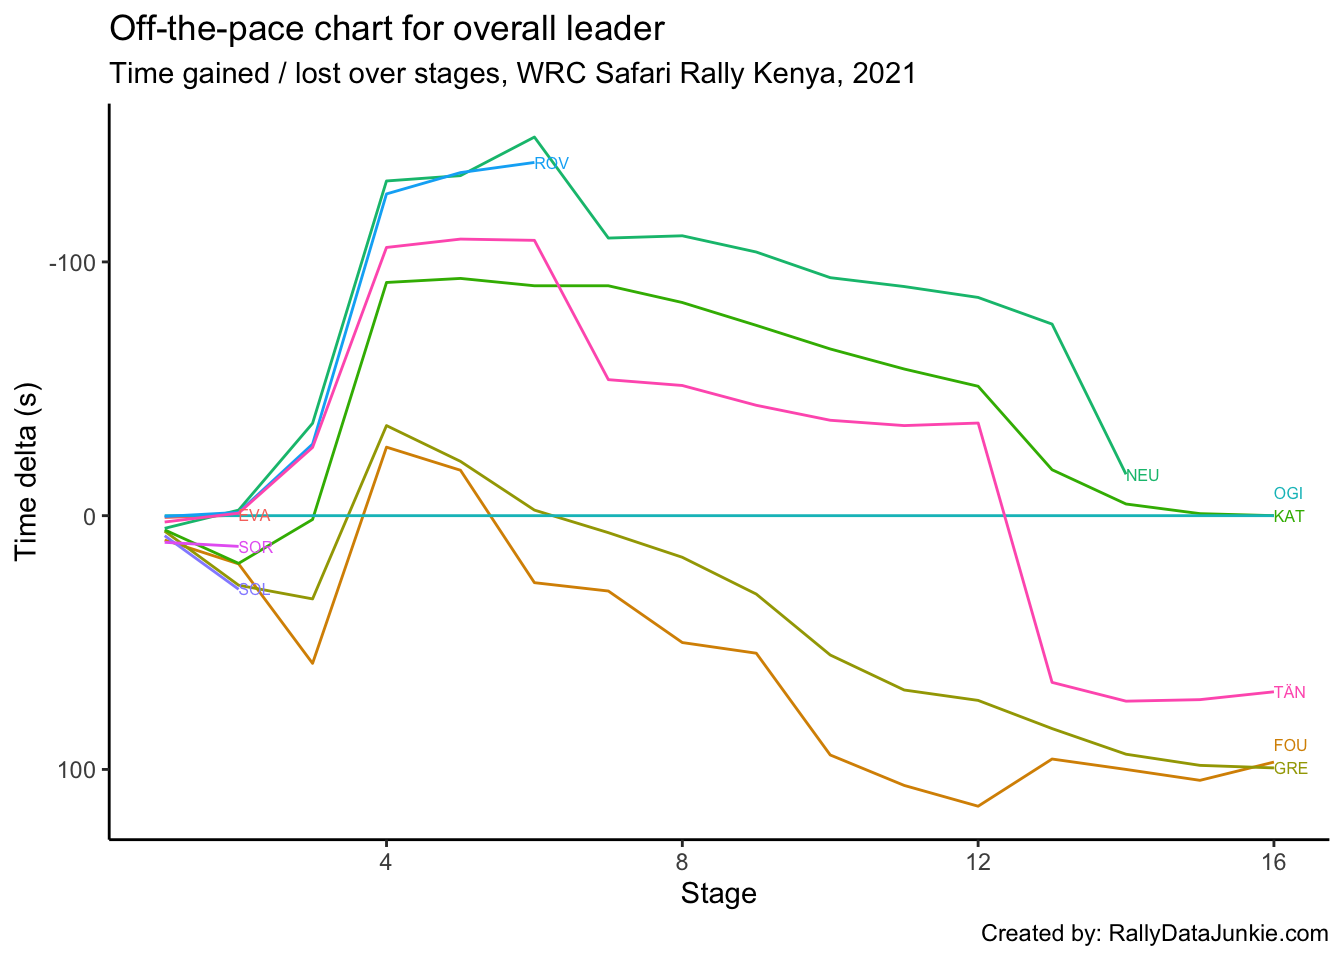 Off-the-pace chart for overall leader
Time gained / lost over stages, WRC Safari Rally Kenya, 2021
Time delta (s)
-100
0
100
ROV
NEU
OGI
EVA
KAT
SOR
SOL
TÄN
FOU
GRE
4
8
12
16
Stage
Created by: RallyDataJunkie.com